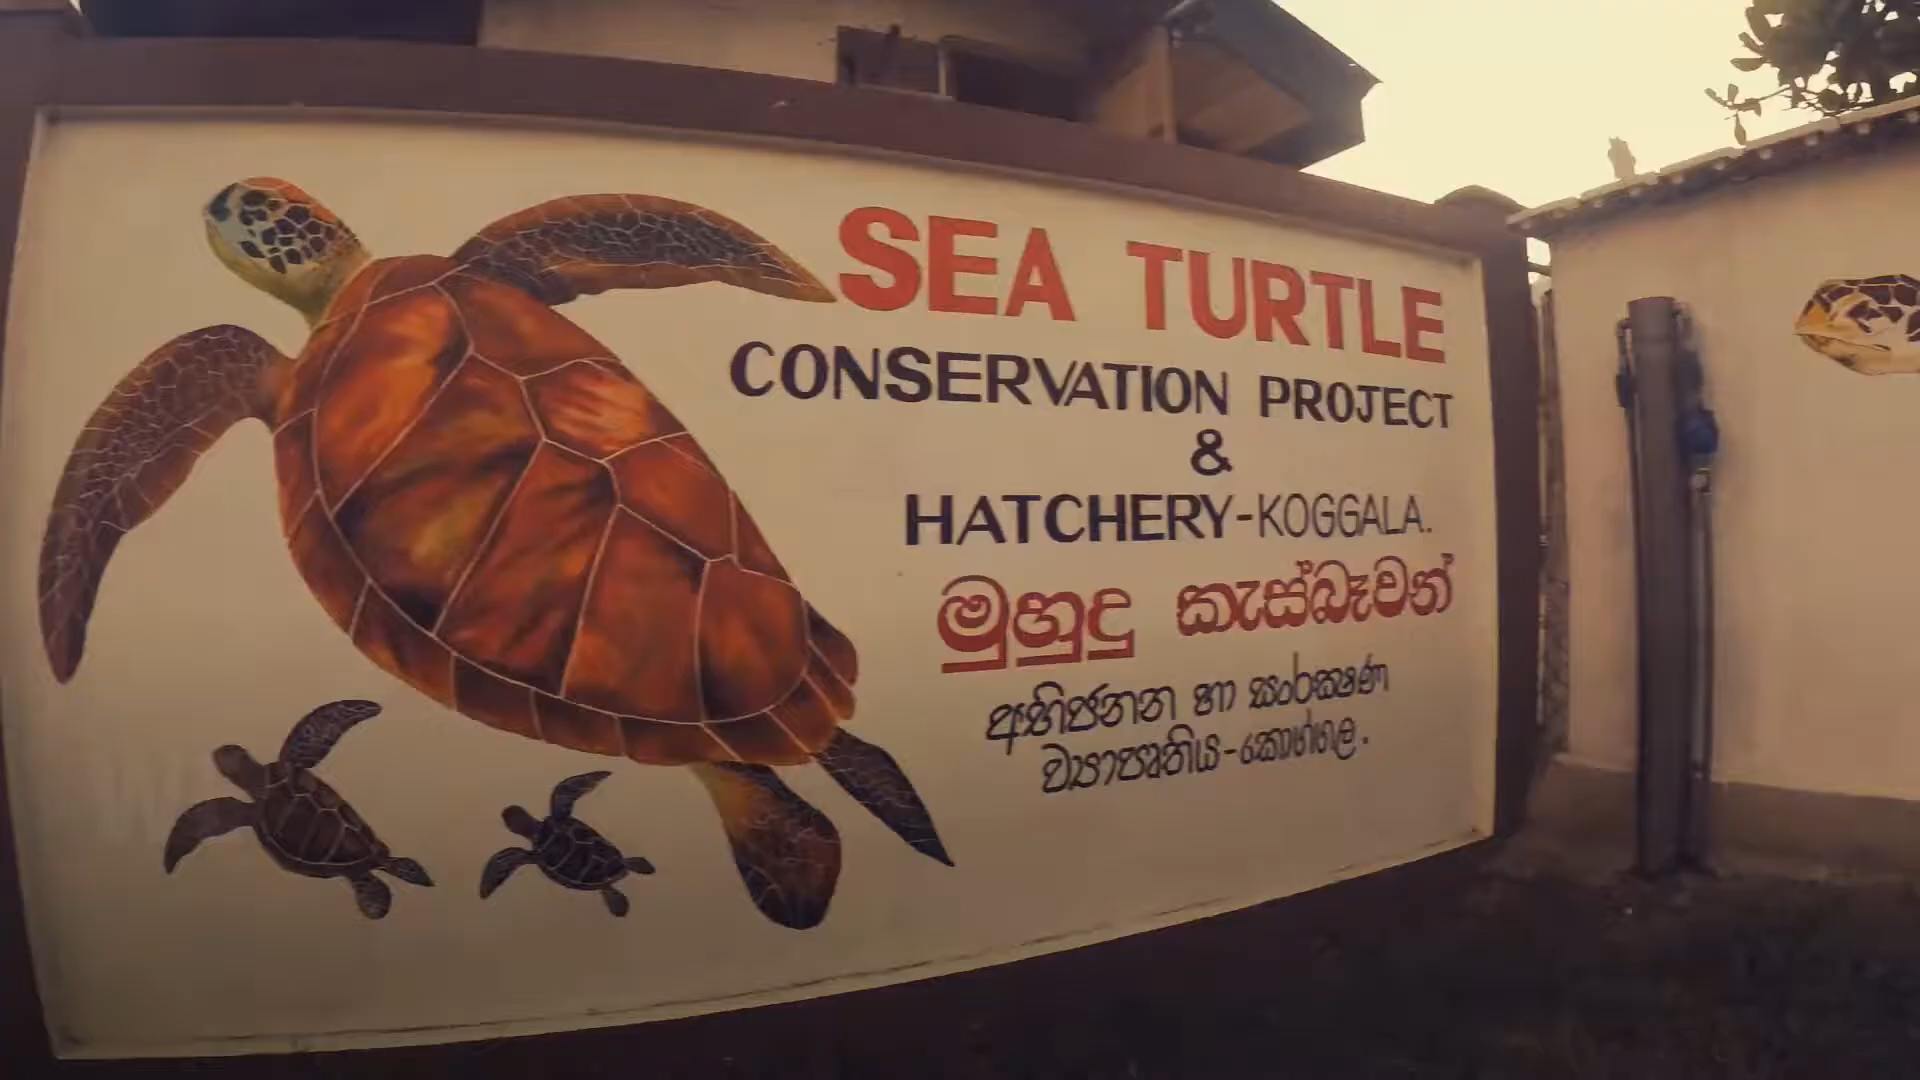 SEA TURTLE
CONSERVATION PROJECT
&
HATCHERY-KOGGALA.
මුහුදු කැස්බෑවන්
අභිජනන හා සංරක්ෂණ
ව්‍යාපෘතිය-කොග්ගල.